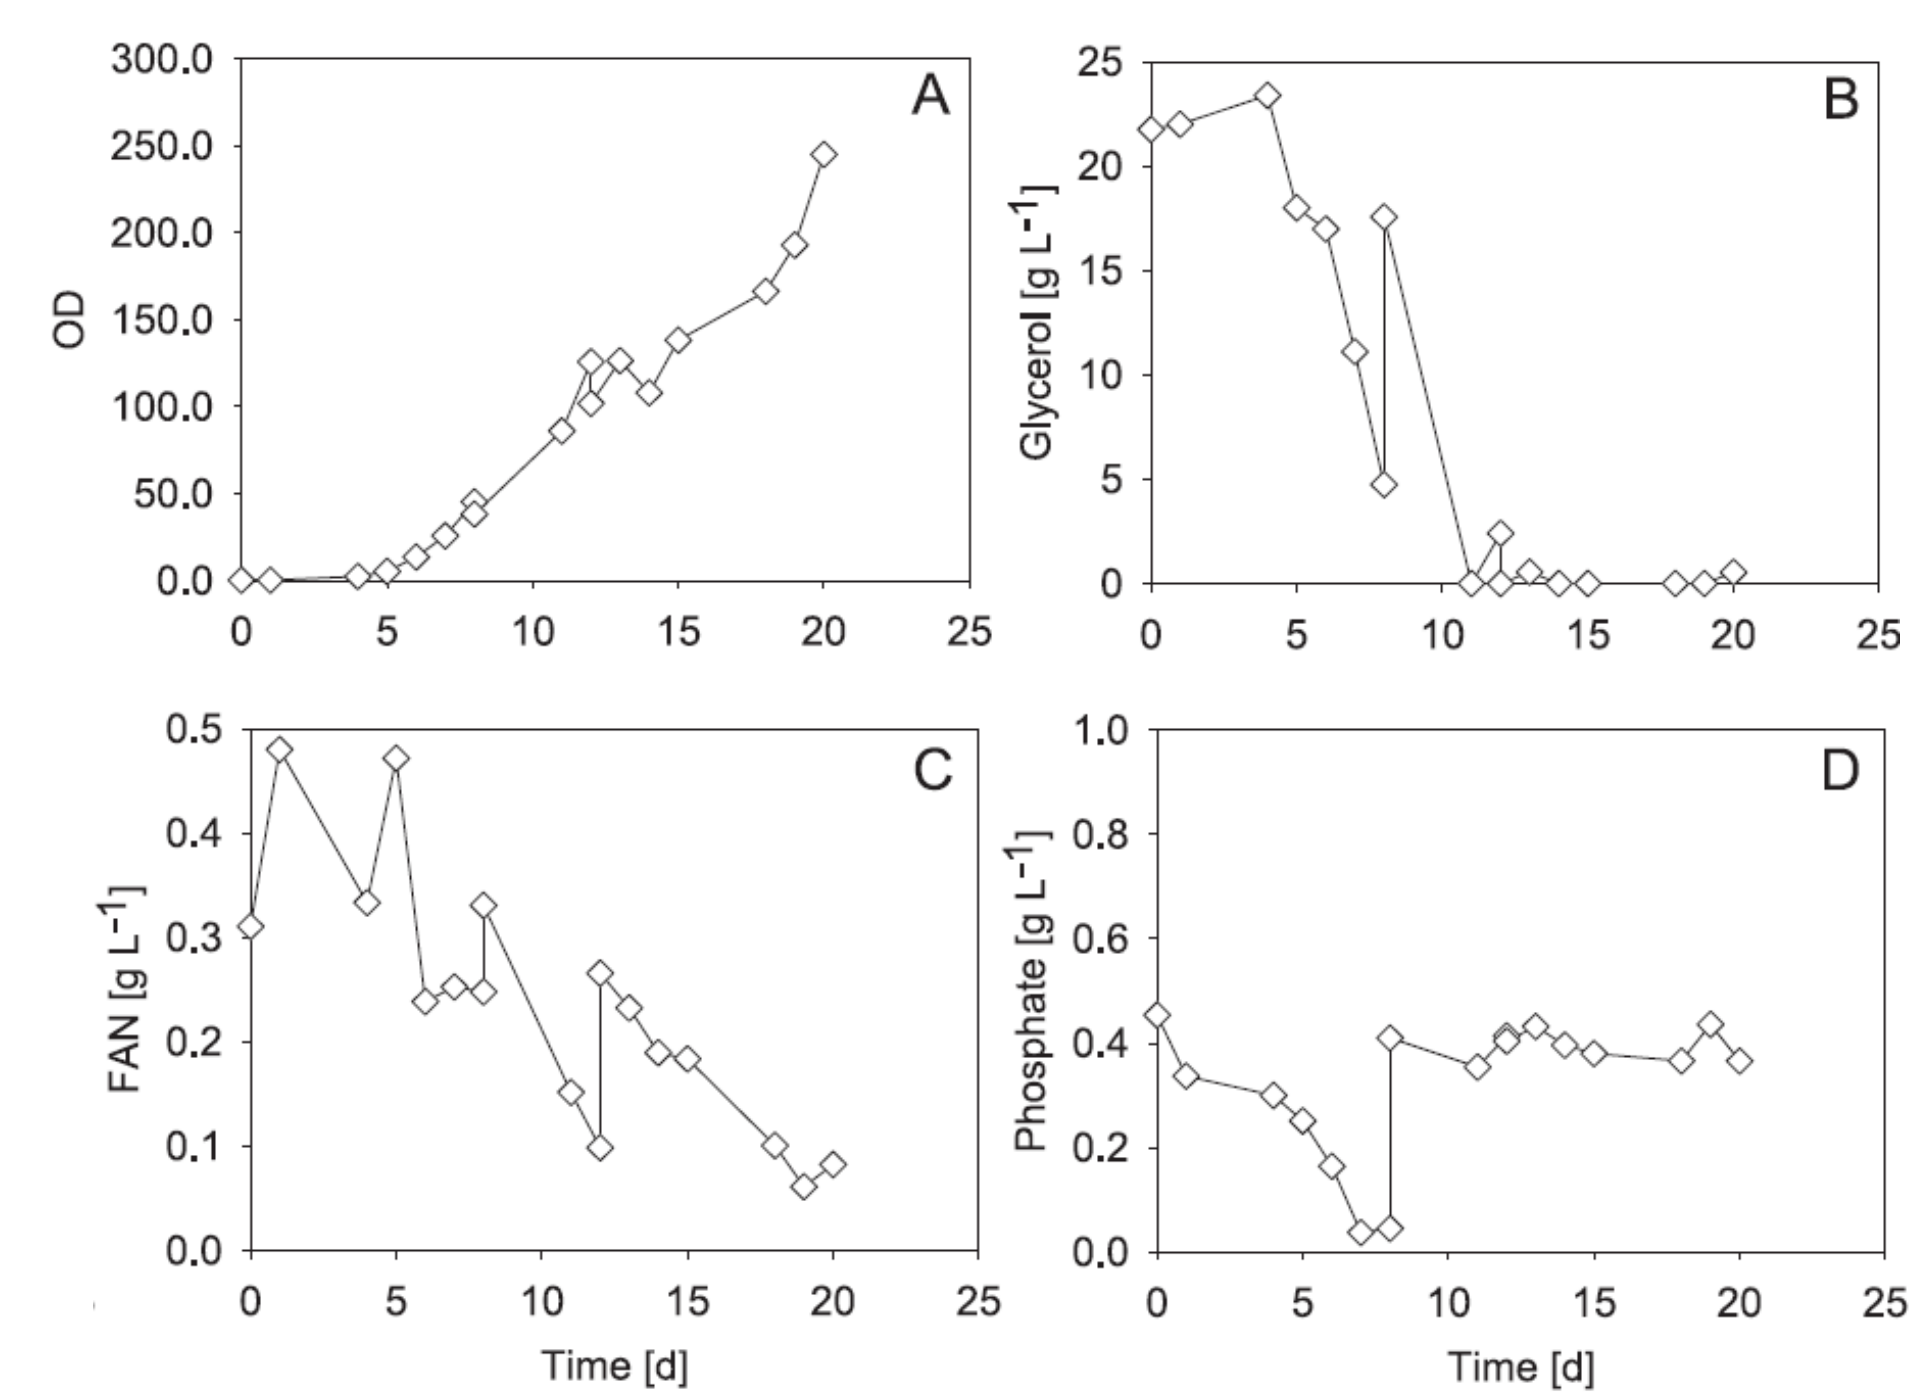 300.0
250.0
200.0
150.0
100.0
50.0
0.0
OD
A
0 5 10 15 20 25
25
20
15
10
5
0
Glycerol [g L−1]
B
0 5 10 15 20 25
0.5
0.4
0.3
0.2
0.1
0.0
FAN [g L−1]
C
0 5 10 15 20 25
Time [d]
1.0
0.8
0.6
0.4
0.2
0.0
Phosphate [g L−1]
D
0 5 10 15 20 25
Time [d]